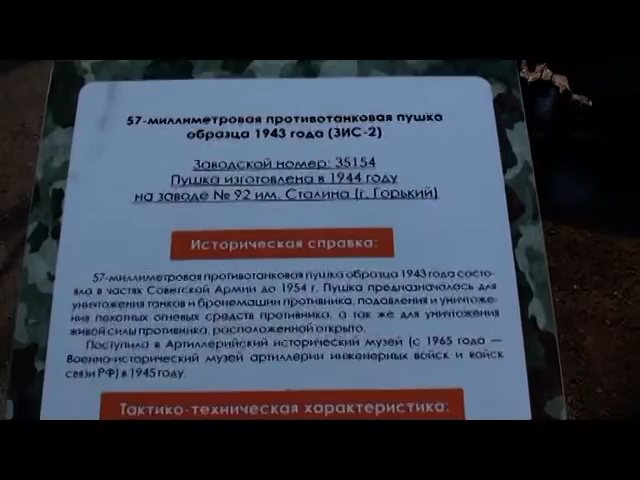 57-миллиметровая противотанковая пушка
образца 1943 года (ЗИС-2)
Заводской номер: 35154
Пушка изготовлена в 1944 году
на заводе № 92 им. Сталина (г. Горький)
Историческая справка:
57-миллиметровая противотанковая пушка образца 1943 года состоя-
ла в частях Советской Армии до 1954 г. Пушка предназначалась для
уничтожения танков и бронемашин противника, подавления и уничтоже-
ния пехотных огневых средств противника, а так же для уничтожения
живой силы противника, расположенной открыто.
Поступила в Артиллерийский исторический музей (с 1965 года —
Военно-исторический музей артиллерии инженерных войск и войск
связи РФ) в 1945 году.
Тактико-техническая характеристика: